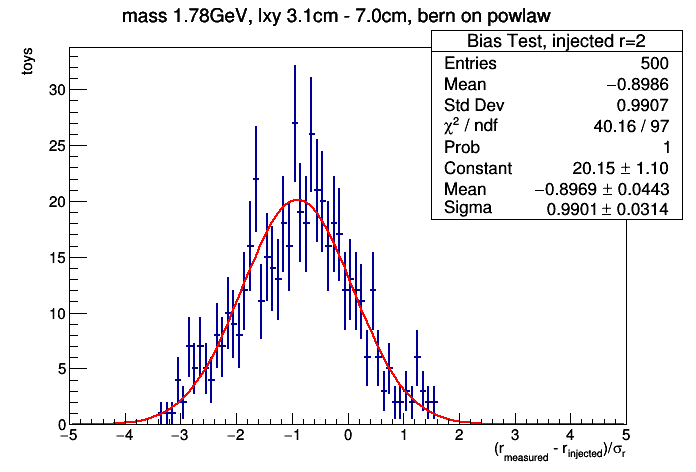 mass 1.78GeV, lxy 3.1cm - 7.0cm, bern on powlaw
Bias Test, injected r=2
Entries 500
Mean −0.8986
Std Dev 0.9907
χ² / ndf 40.16 / 97
Prob 1
Constant 20.15 ± 1.10
Mean −0.8969 ± 0.0443
Sigma 0.9901 ± 0.0314
toys
30
25
20
15
10
5
0
−5 −4 −3 −2 −1 0 1 2 3 4 5
(r_measured - r_injected)/σ_r